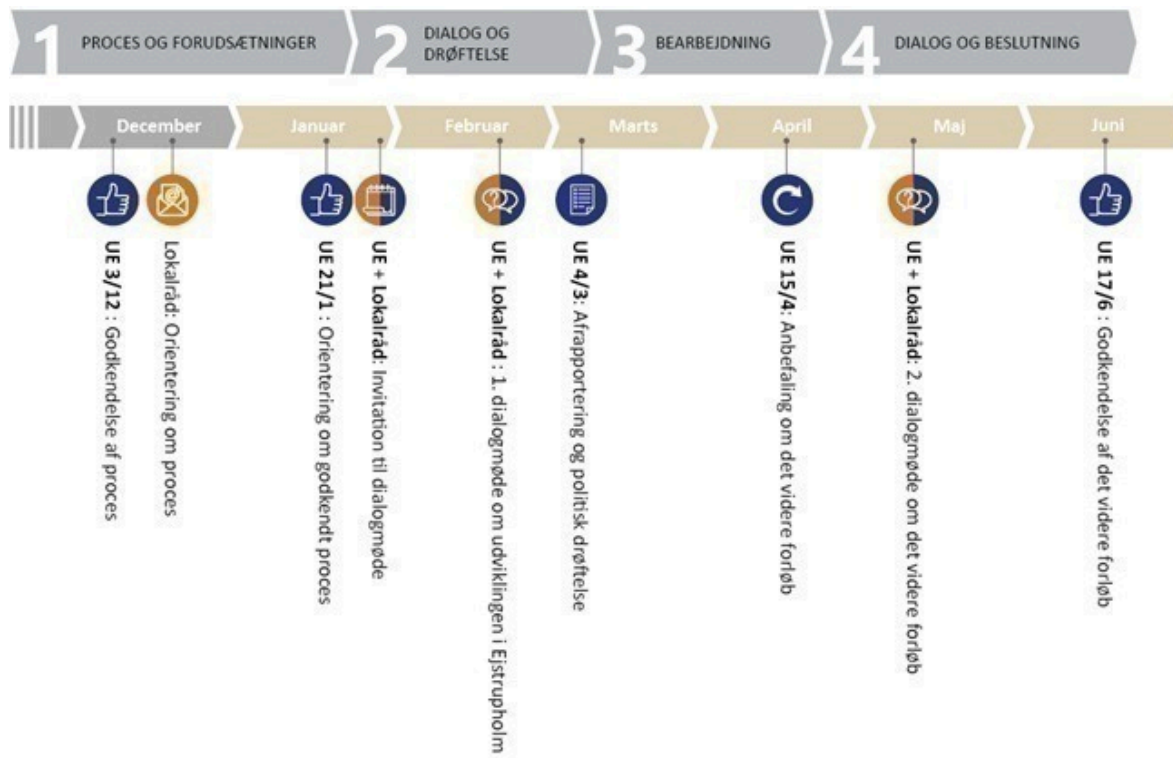 1 PROCES OG FORUDSÆTNINGER
2 DIALOG OG
DRØFTELSE
3 BEARBEJDNING
4 DIALOG OG BESLUTNING
December
Januar
Februar
Marts
April
Maj
Juni
UE 3/12 : Godkendelse af proces
Lokalråd: Orientering om proces
UE 21/1 : Orientering om godkendt proces
UE + Lokalråd: Invitation til dialogmøde
UE + Lokalråd : 1. dialogmøde om udviklingen i Ejstrupholm
UE 4/3: Afrapportering og politisk drøftelse
UE 15/4: Anbefaling om det videre forløb
UE + Lokalråd: 2. dialogmøde om det videre forløb
UE 17/6 : Godkendelse af det videre forløb